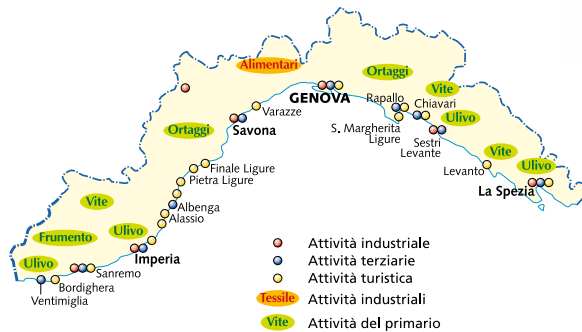 Alimentari
Ortaggi
GENOVA
Vite
Rapallo
Chiavari
Varazze
Ortaggi
Savona
S. Margherita
Ligure
Ulivo
Sestri
Levante
Vite
Finale Ligure
Pietra Ligure
Levanto
Ulivo
La Spezia
Vite
Albenga
Alassio
Frumento
Ulivo
Imperia
Ulivo
Sanremo
Bordighera
Ventimiglia
Attività industriale
Attività terziarie
Attività turistica
Tessile Attività industriali
Vite Attività del primario